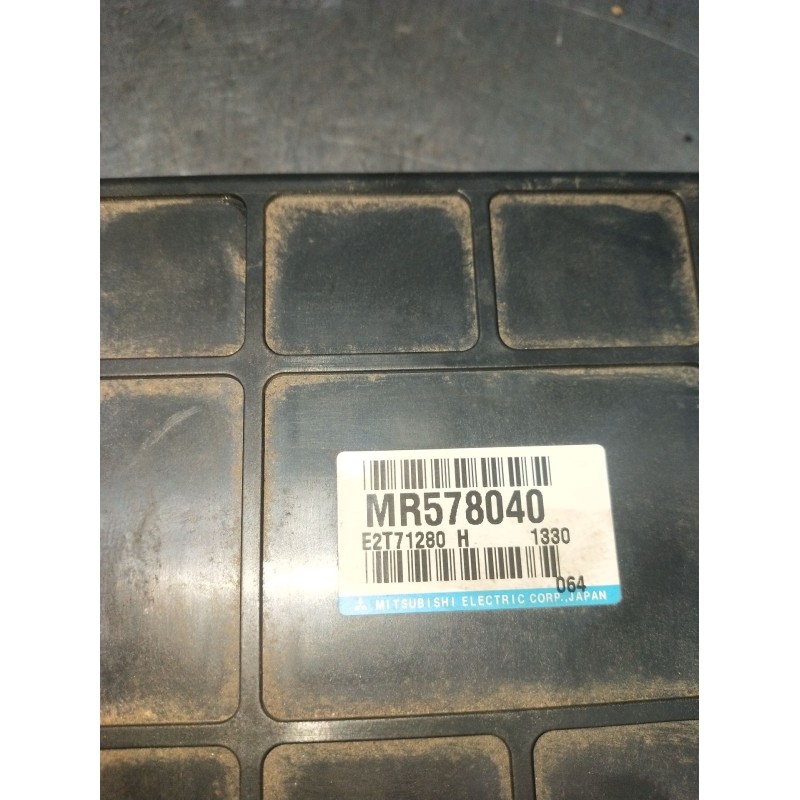 MR578040
E2T71280 H 1330
064
MITSUBISHI ELECTRIC CORP., JAPAN